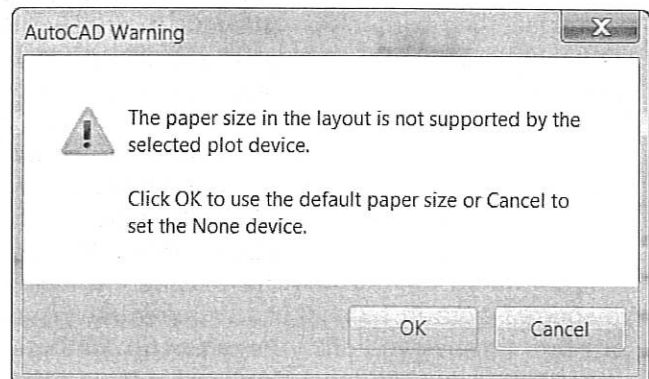 AutoCAD Warning
The paper size in the layout is not supported by the
selected plot device.
Click OK to use the default paper size or Cancel to
set the None device.
OK
Cancel